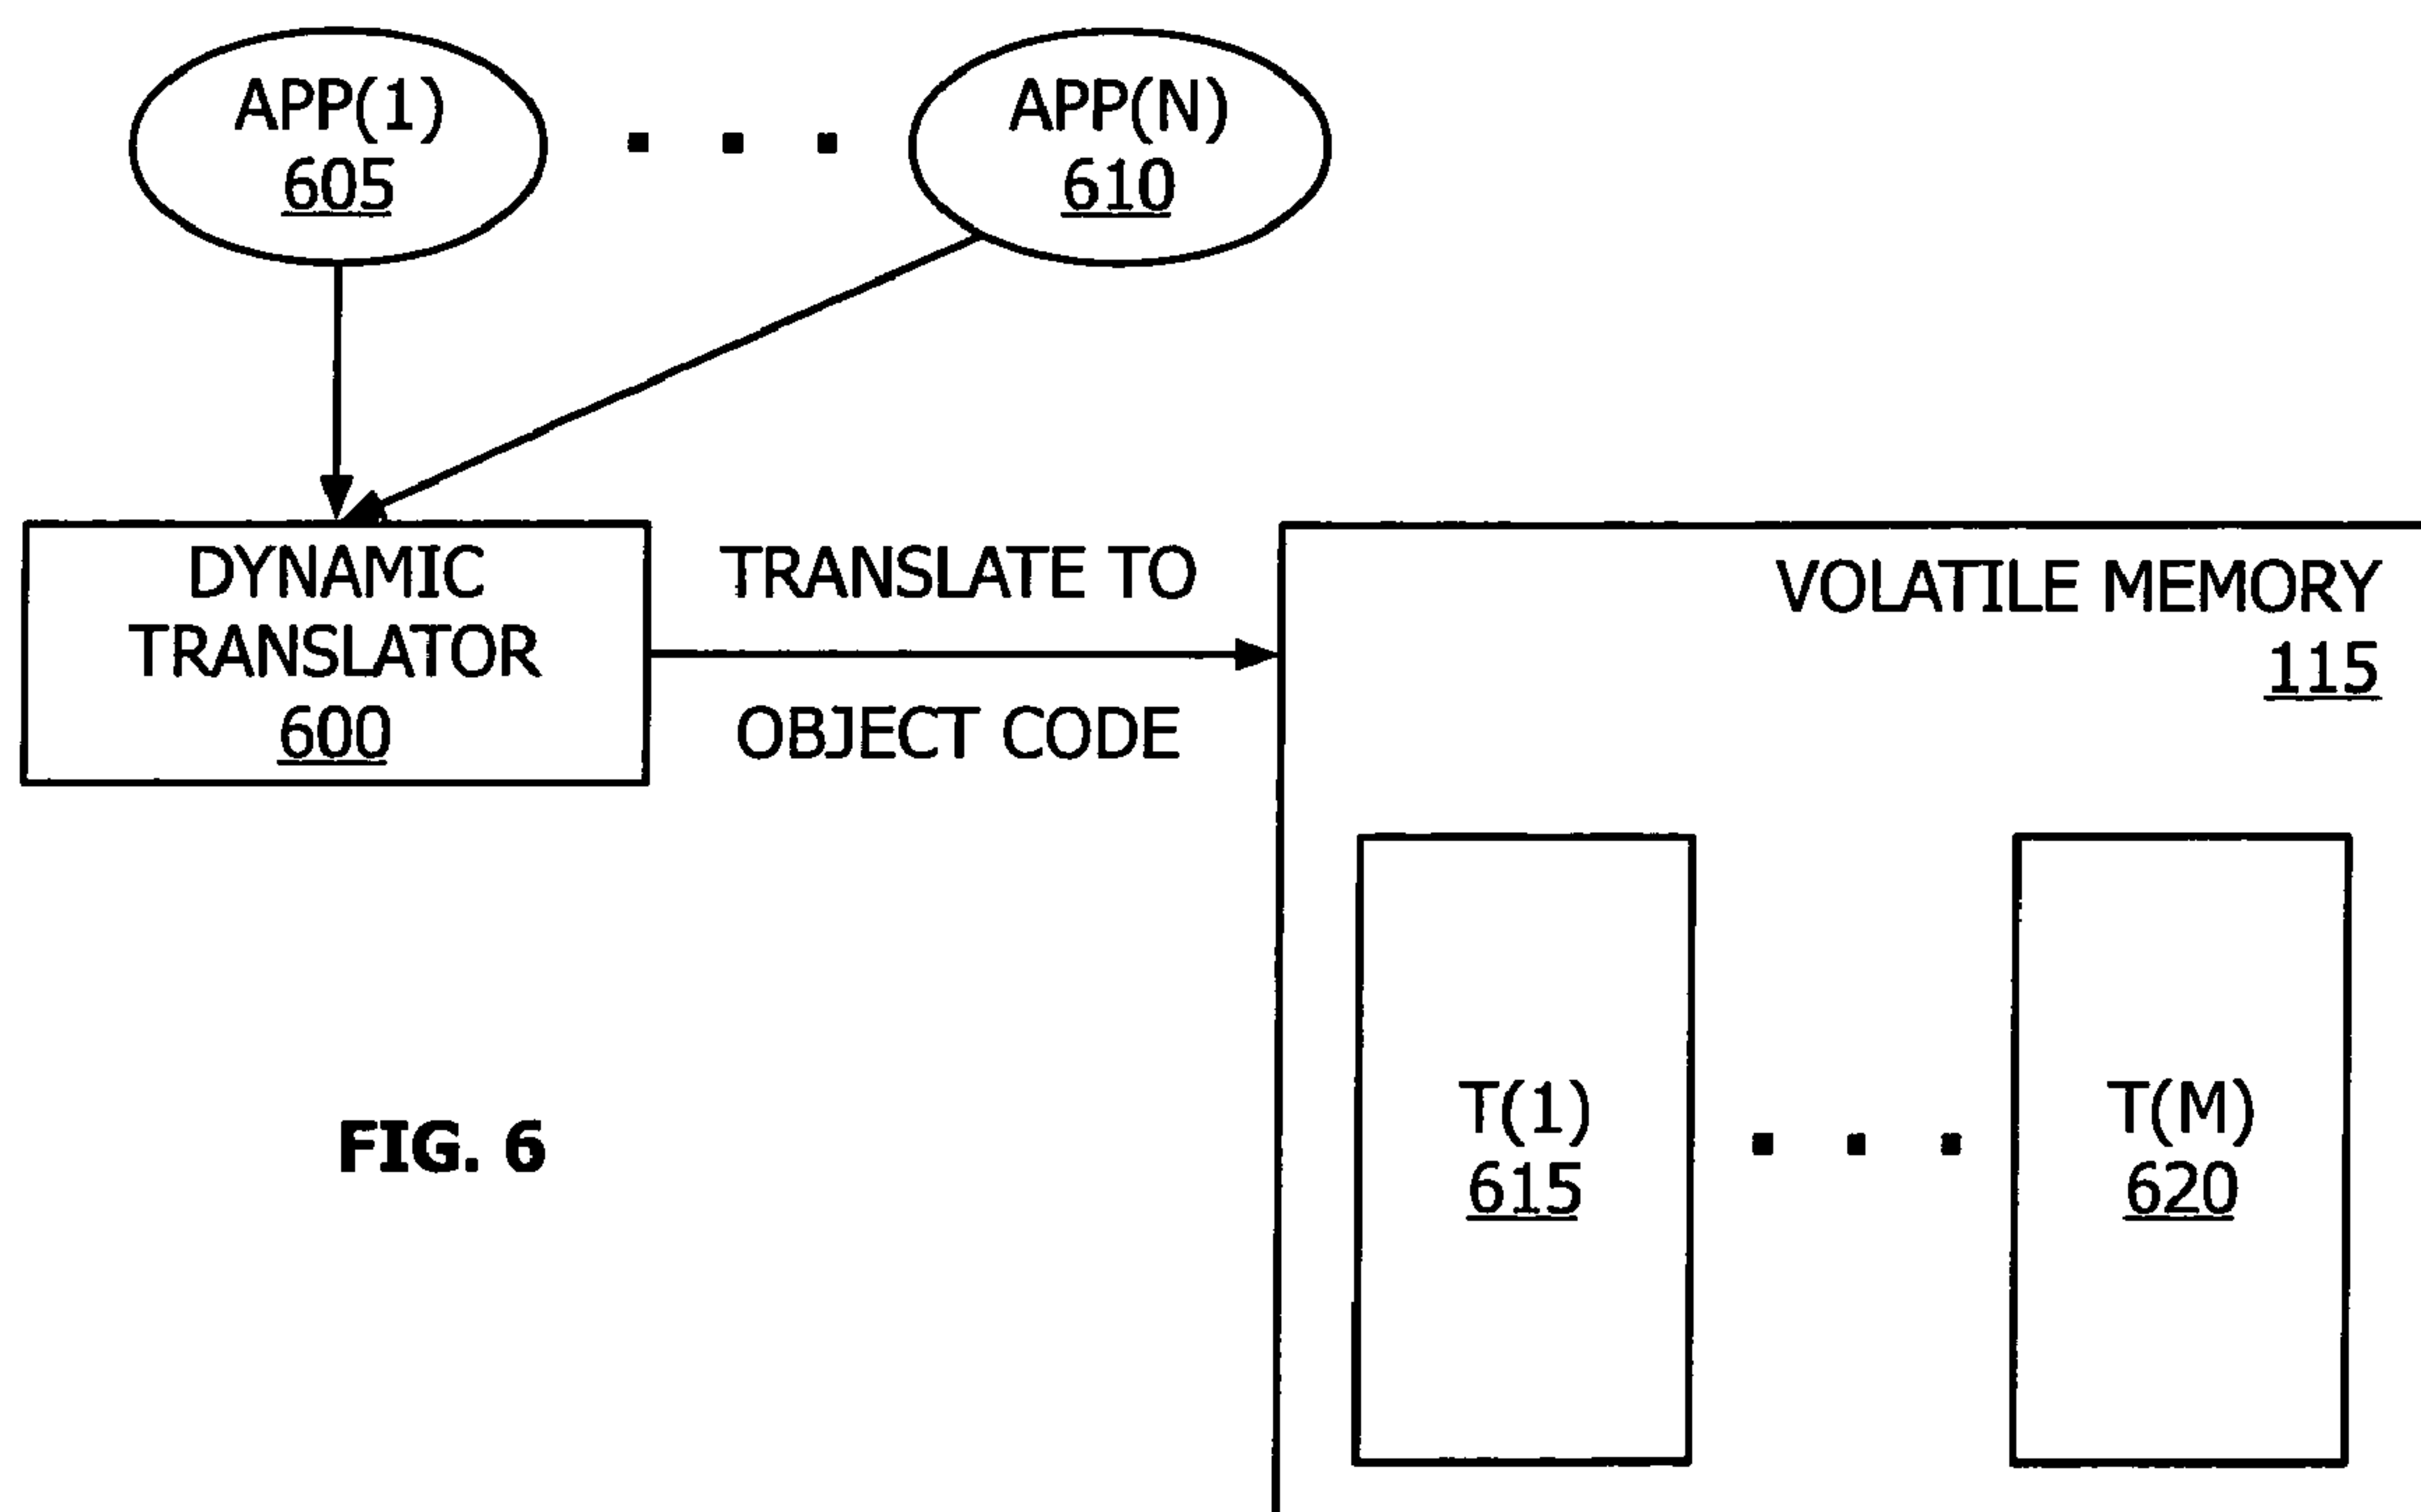 APP(1)
605
. . .
APP(N)
610
DYNAMIC
TRANSLATOR
600
TRANSLATE TO
OBJECT CODE
VOLATILE MEMORY
115
T(1)
615
. . .
T(M)
620
FIG. 6